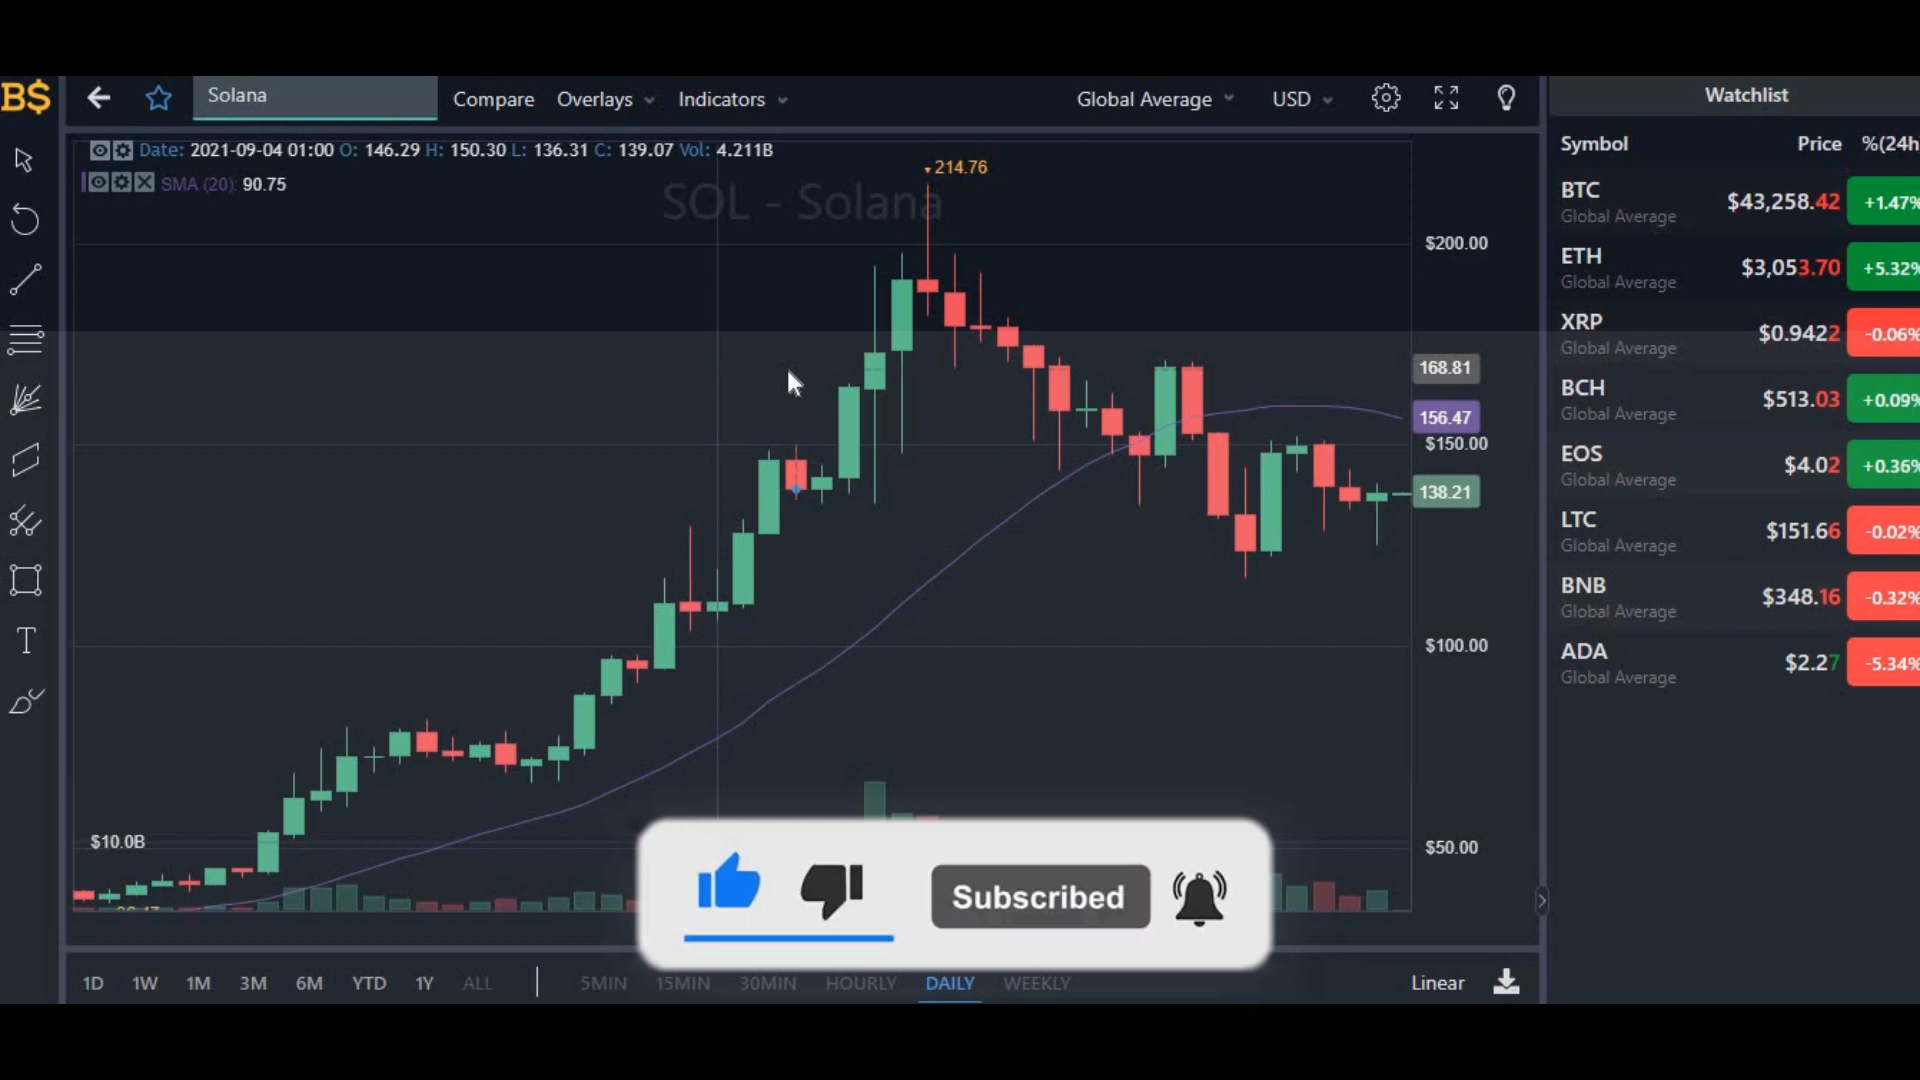 B$
Solana
Compare Overlays Indicators
Global Average USD
Date: 2021-09-04 01:00 O: 146.29 H: 150.30 L: 136.31 C: 139.07 Vol: 4.211B
SMA (20): 90.75
214.76
SOL - Solana
$200.00
168.81
156.47
$150.00
138.21
$100.00
$50.00
$10.0B
Subscribed
1D 1W 1M 3M 6M YTD 1Y ALL 5MIN 15MIN 30MIN HOURLY DAILY WEEKLY
Linear
Watchlist
Symbol Price %(24h
BTC $43,258.42 +1.47%
Global Average
ETH $3,053.70 +5.32%
Global Average
XRP $0.9422 -0.06%
Global Average
BCH $513.03 +0.09%
Global Average
EOS $4.02 +0.36%
Global Average
LTC $151.66 -0.02%
Global Average
BNB $348.16 -0.32%
Global Average
ADA $2.27 -5.34%
Global Average